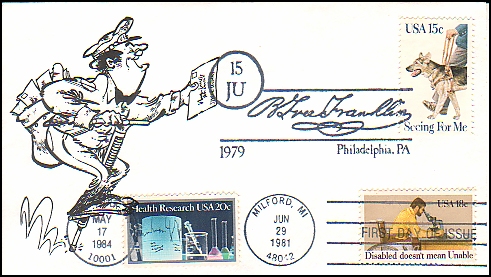 USA 15c
Seeing For Me
15
JU
B Free Franklin
1979
Philadelphia, PA
Health Research USA 20c
MAY
17
1984
10001
MILFORD, MI
JUN
29
1981
48042
USA 18c
FIRST DAY OF ISSUE
Disabled doesn't mean Unable